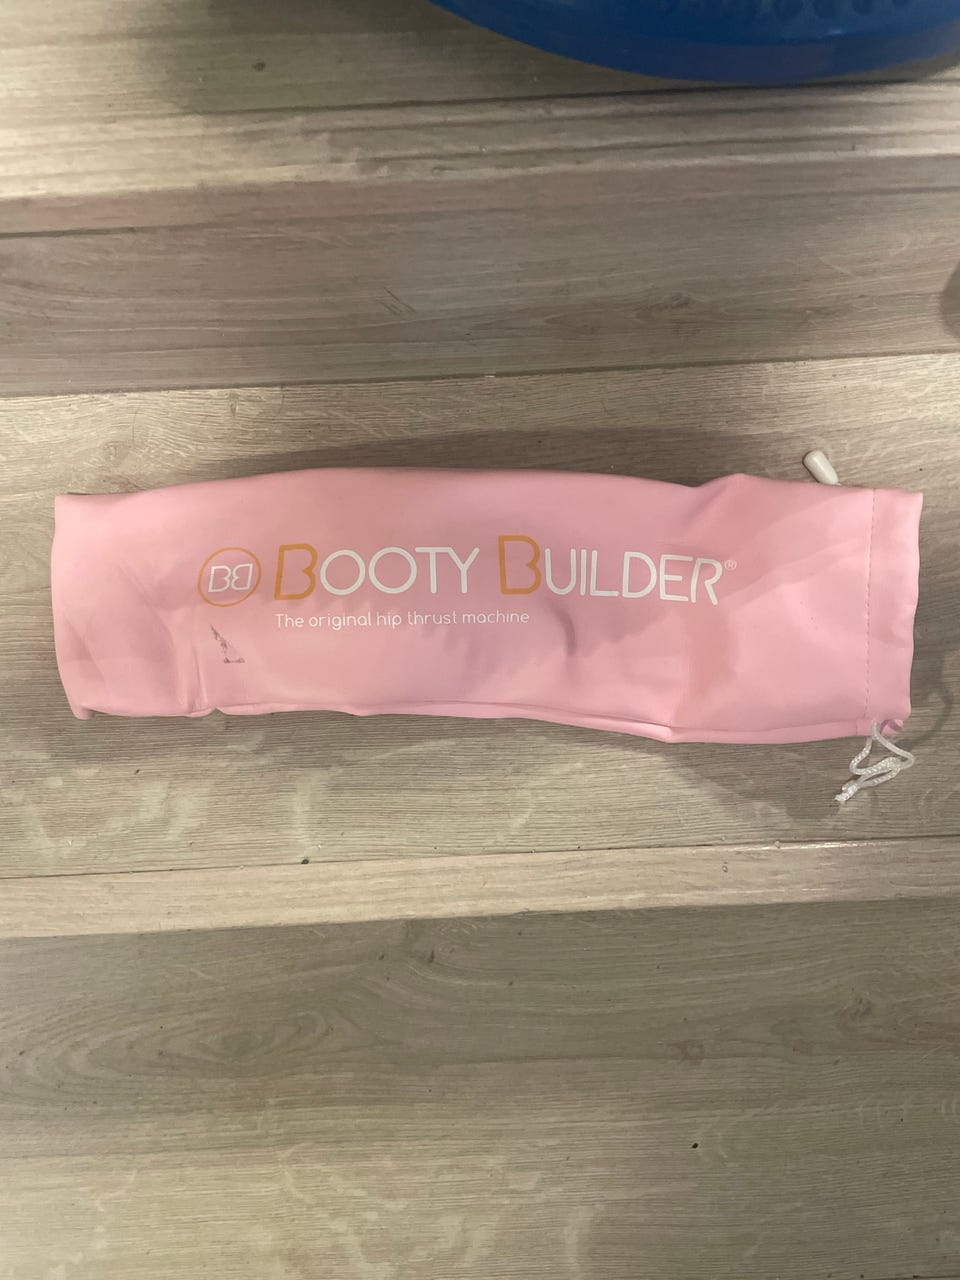 BB BOOTY BUILDER®
The original hip thrust machine